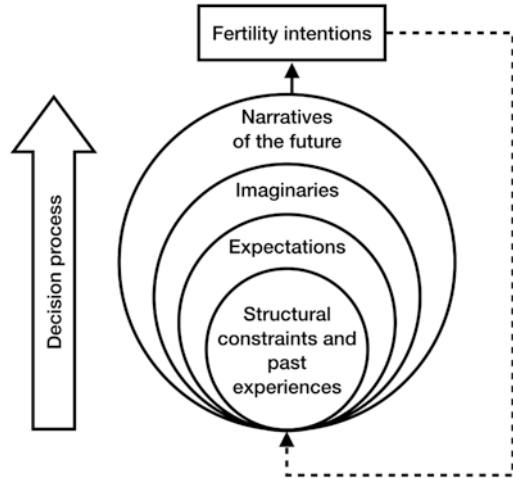 Fertility intentions
Narratives
of the future
Imaginaries
Expectations
Structural
constraints and
past
experiences
Decision process